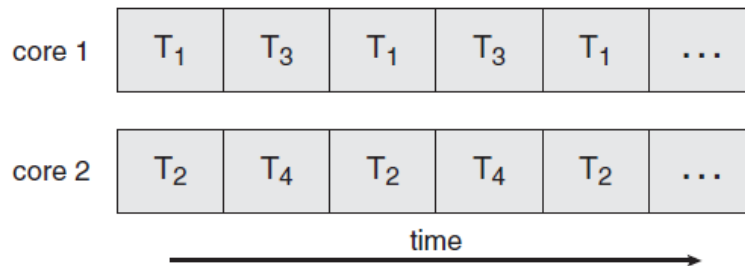 core 1 T₁ T₃ T₁ T₃ T₁ ...
core 2 T₂ T₄ T₂ T₄ T₂ ...
time